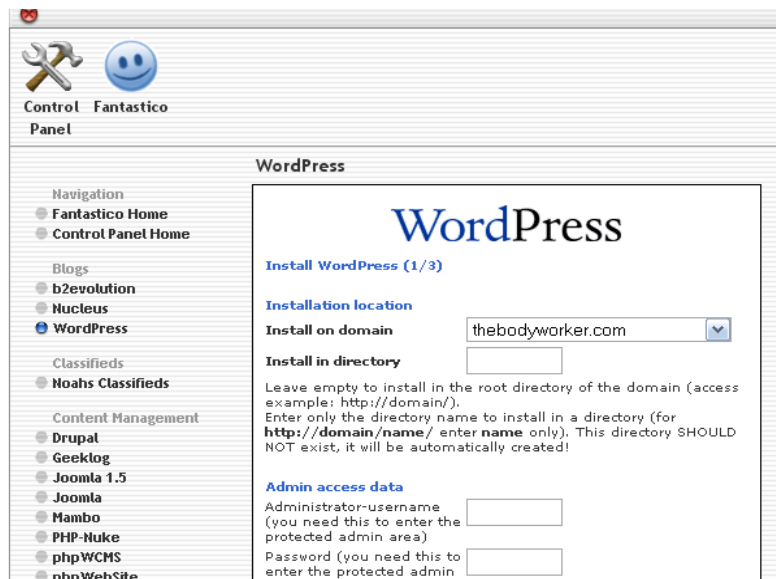 Control Fantastico
Panel
WordPress
Navigation
Fantastico Home
Control Panel Home
Blogs
b2evolution
Nucleus
WordPress
Classifieds
Noahs Classifieds
Content Management
Drupal
Geeklog
Joomla 1.5
Joomla
Mambo
PHP-Nuke
phpWCMS
phpWebSite
WordPress
Install WordPress (1/3)
Installation location
Install on domain thebodyworker.com
Install in directory
Leave empty to install in the root directory of the domain (access
example: http://domain/).
Enter only the directory name to install in a directory (for
http://domain/name/ enter name only). This directory SHOULD
NOT exist, it will be automatically created!
Admin access data
Administrator-username
(you need this to enter the
protected admin area)
Password (you need this to
enter the protected admin